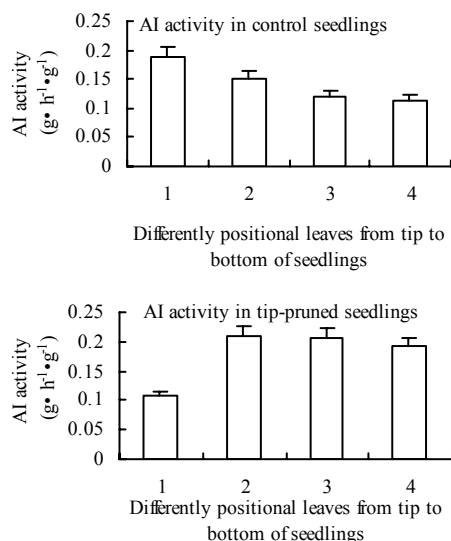 AI activity in control seedlings
AI activity
(g• h⁻¹•g⁻¹)
0.25
0.2
0.15
0.1
0.05
0
1 2 3 4
Differently positional leaves from tip to
bottom of seedlings
AI activity in tip-pruned seedlings
AI activity
(g• h⁻¹•g⁻¹)
0.25
0.2
0.15
0.1
0.05
0
1 2 3 4
Differently positional leaves from tip to
bottom of seedlings